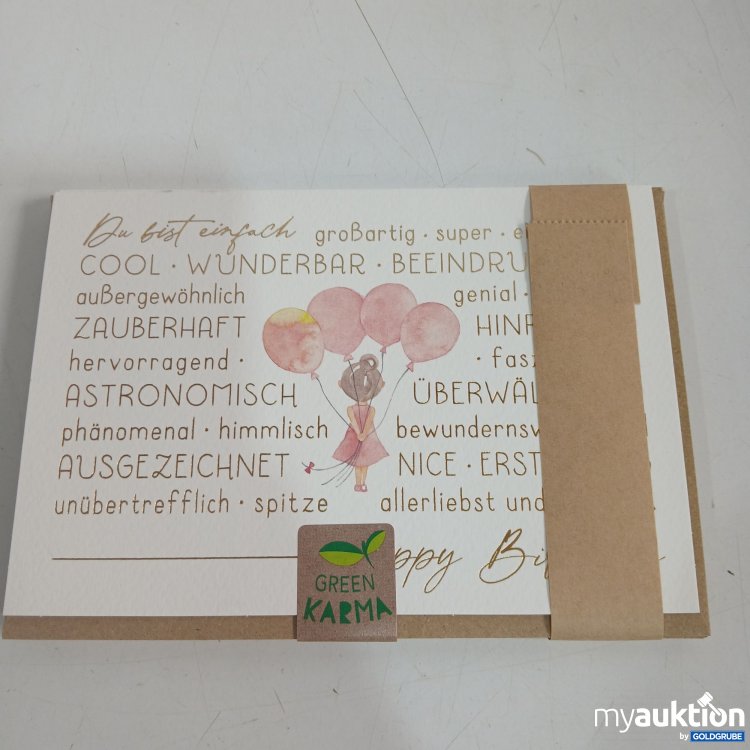 Du bist einfach großartig · super ·
COOL · WUNDERBAR ·
außergewöhnlich genial ·
ZAUBERHAFT
hervorragend · ·
ASTRONOMISCH
phänomenal · himmlisch
AUSGEZEICHNET NICE ·
unübertrefflich · spitze allerliebst und
GREEN
KARMA
myauktion
by GOLDGRUBE